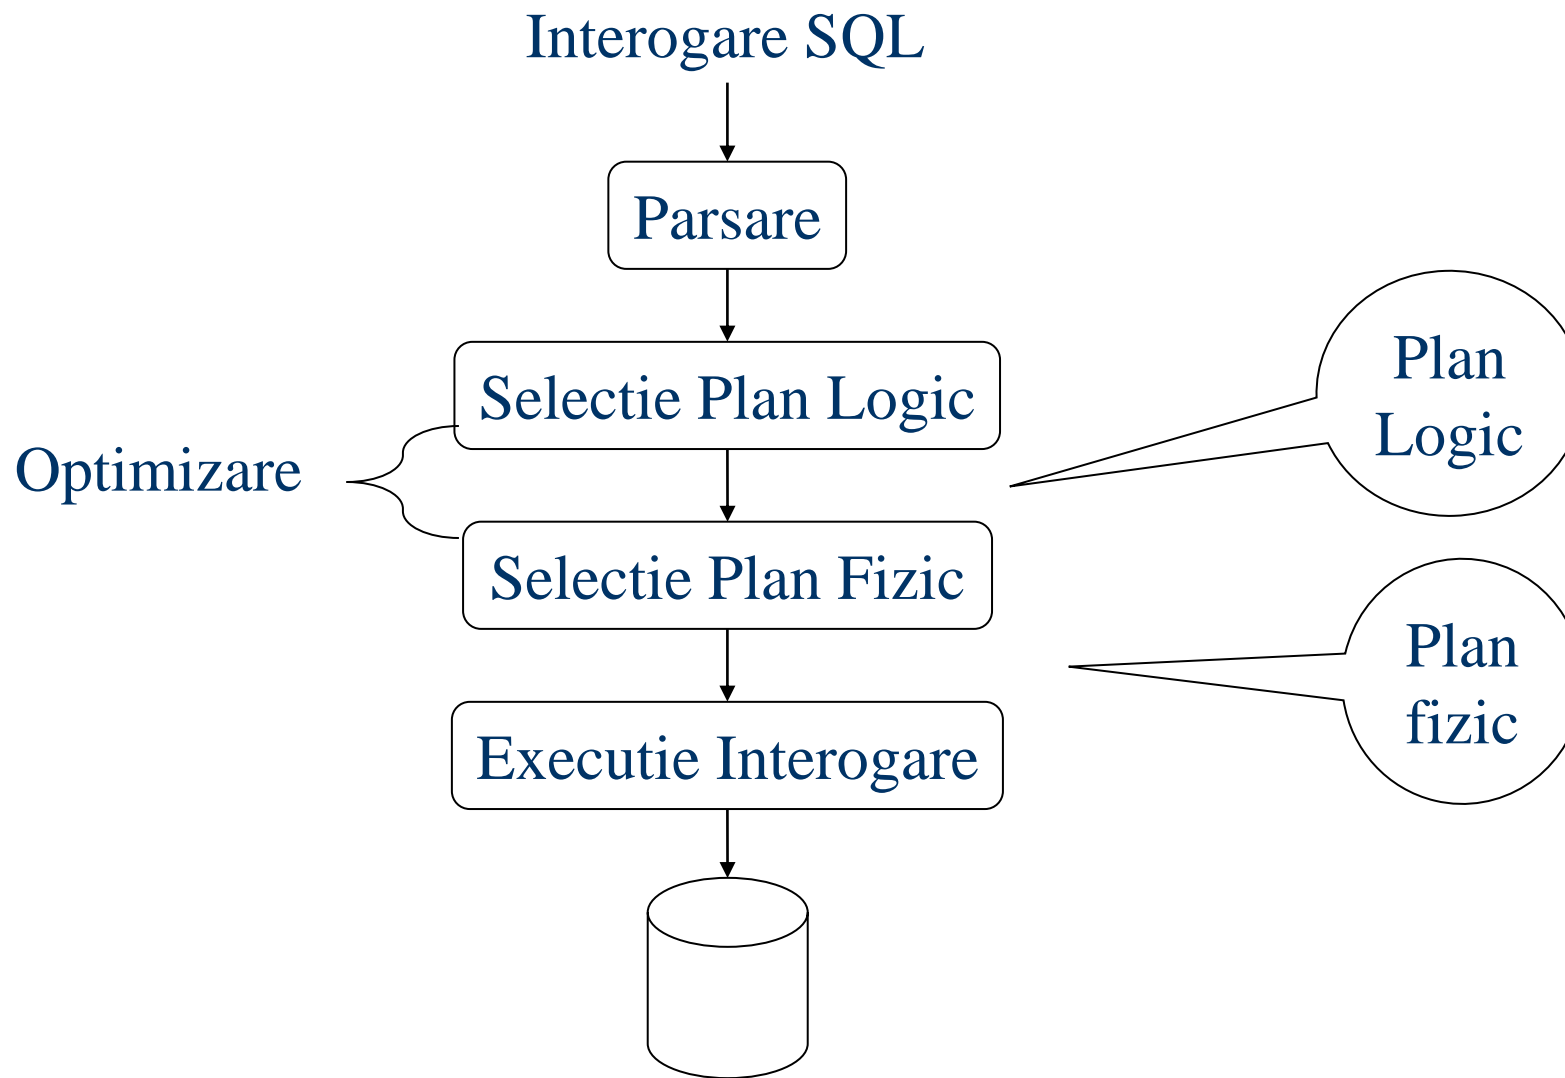 Interogare SQL
Parsare
Selectie Plan Logic
Optimizare
Plan
Logic
Selectie Plan Fizic
Plan
fizic
Executie Interogare